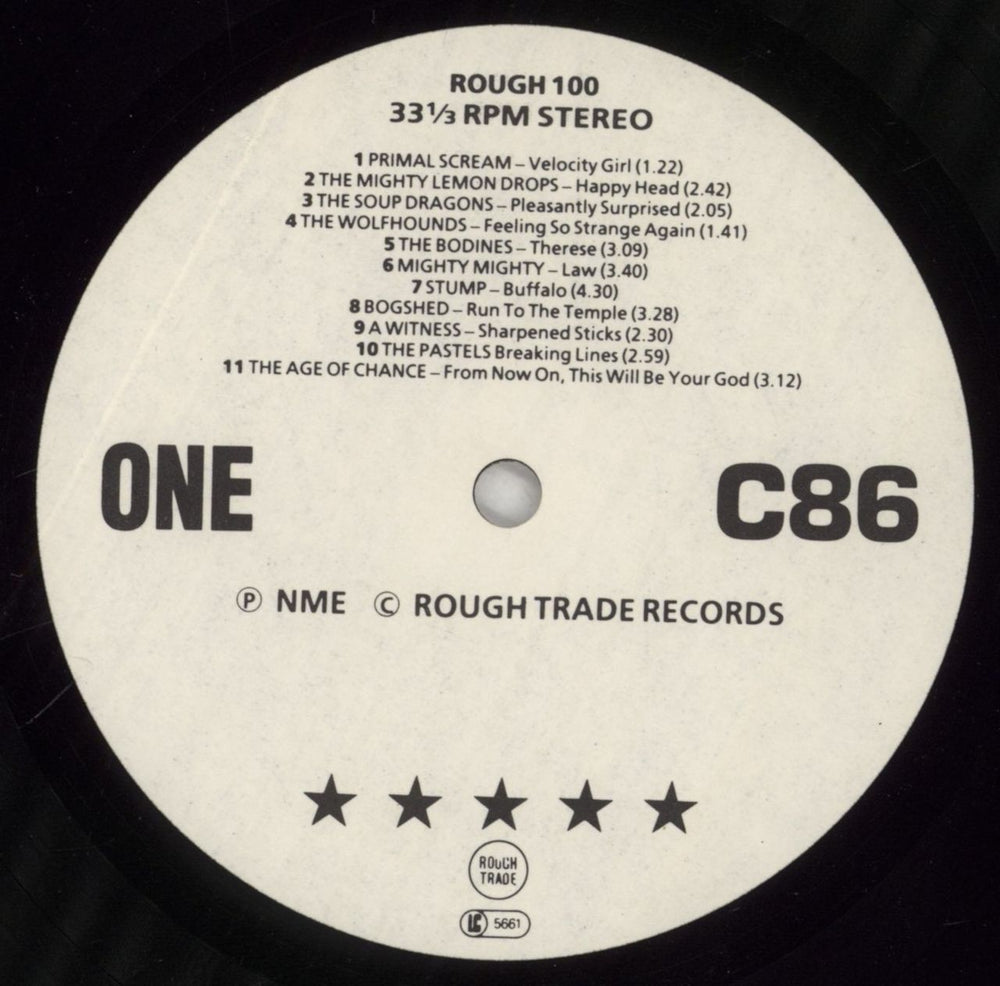 ROUGH 100
33⅓ RPM STEREO
1 PRIMAL SCREAM – Velocity Girl (1.22)
2 THE MIGHTY LEMON DROPS – Happy Head (2.42)
3 THE SOUP DRAGONS – Pleasantly Surprised (2.05)
4 THE WOLFHOUNDS – Feeling So Strange Again (1.41)
5 THE BODINES – Therese (3.09)
6 MIGHTY MIGHTY – Law (3.40)
7 STUMP – Buffalo (4.30)
8 BOGSHED – Run To The Temple (3.28)
9 A WITNESS – Sharpened Sticks (2.30)
10 THE PASTELS Breaking Lines (2.59)
11 THE AGE OF CHANCE – From Now On, This Will Be Your God (3.12)
ONE C86
Ⓟ NME © ROUGH TRADE RECORDS
★ ★ ★ ★ ★
ROUGH
TRADE
LC 5661